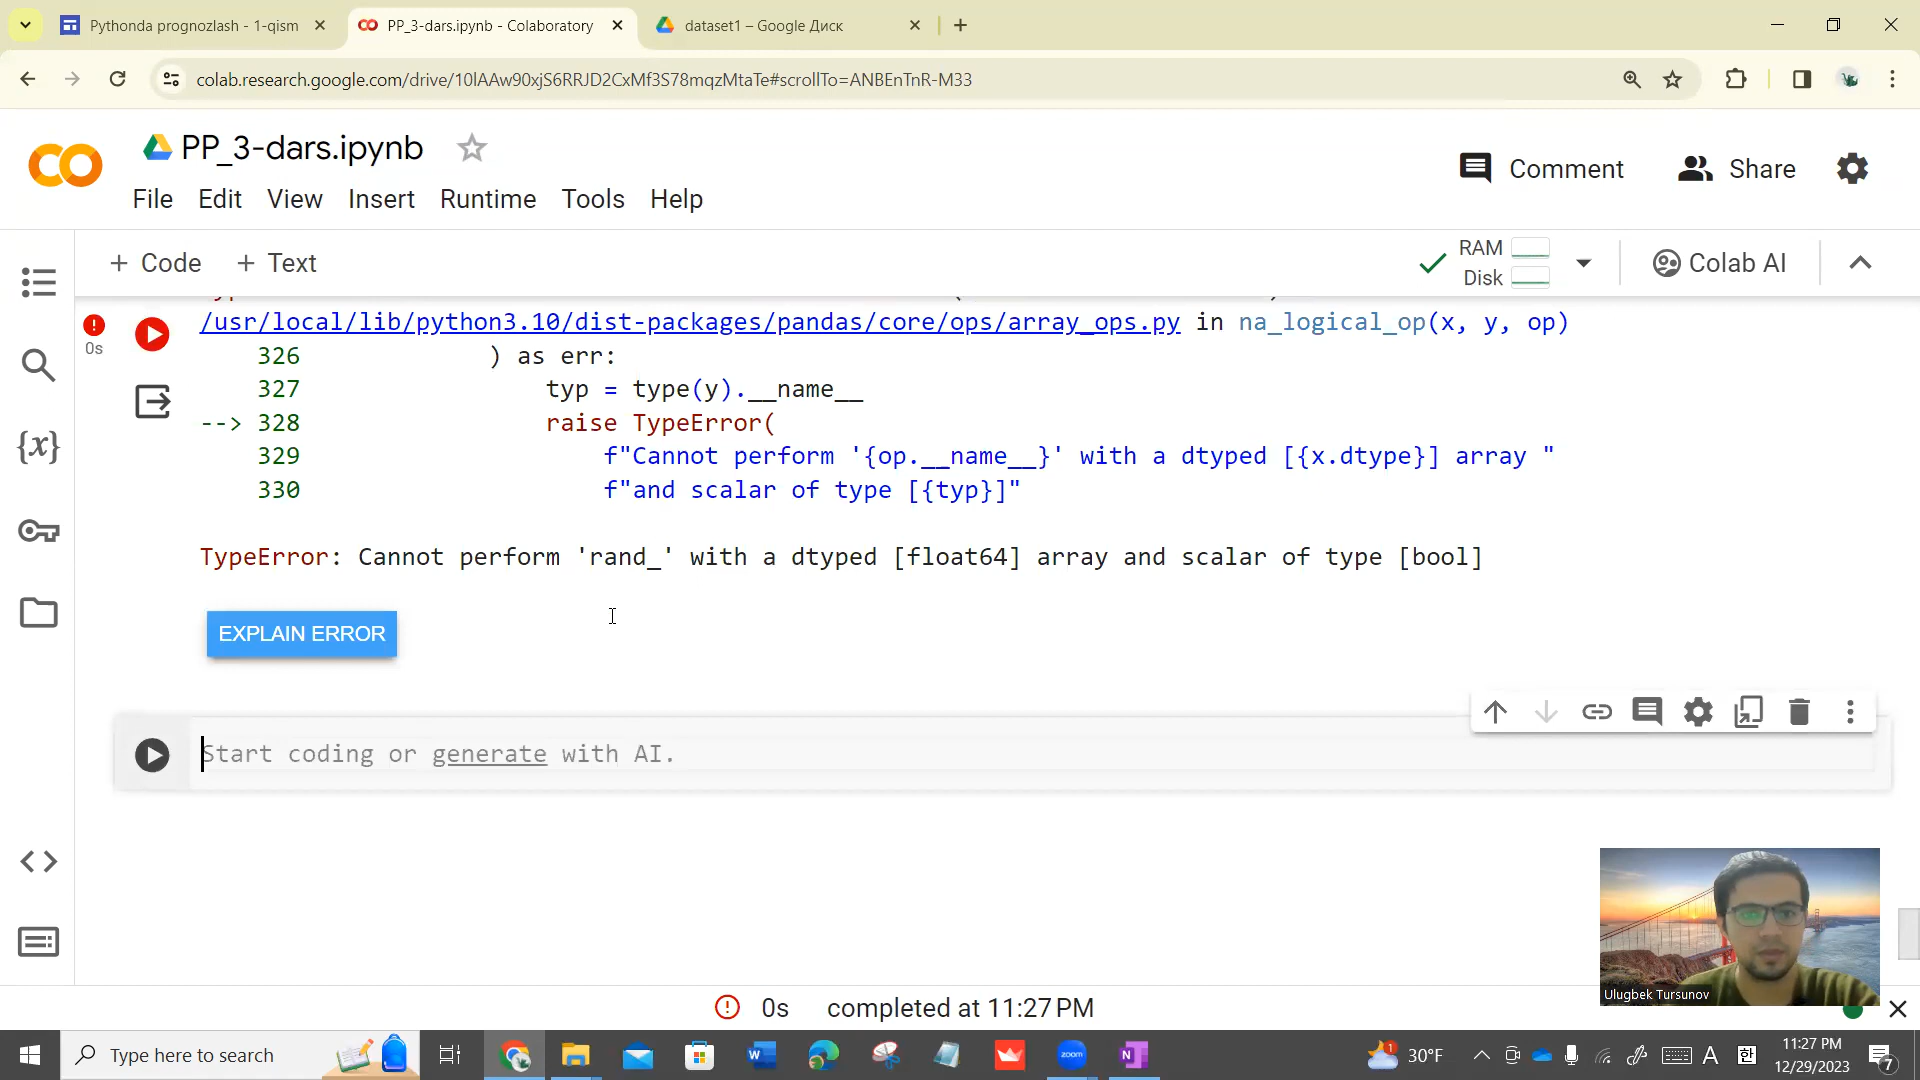 Pythonda prognozlash - 1-qism
PP_3-dars.ipynb - Colaboratory
dataset1 – Google Диск
colab.research.google.com/drive/10lAAw90xjS6RRJD2CxMf3S78mqzMtaTe#scrollTo=ANBEnTnR-M33
PP_3-dars.ipynb
Comment
Share
File Edit View Insert Runtime Tools Help
+ Code + Text
RAM
Disk
Colab AI
/usr/local/lib/python3.10/dist-packages/pandas/core/ops/array_ops.py in na_logical_op(x, y, op)
0s
326 ) as err:
327 typ = type(y).__name__
--> 328 raise TypeError(
329 f"Cannot perform '{op.__name__}' with a dtyped [{x.dtype}] array "
330 f"and scalar of type [{typ}]"
TypeError: Cannot perform 'rand_' with a dtyped [float64] array and scalar of type [bool]
EXPLAIN ERROR
Start coding or generate with AI.
Ulugbek Tursunov
0s completed at 11:27 PM
Type here to search
zoom
30°F
11:27 PM
12/29/2023
7